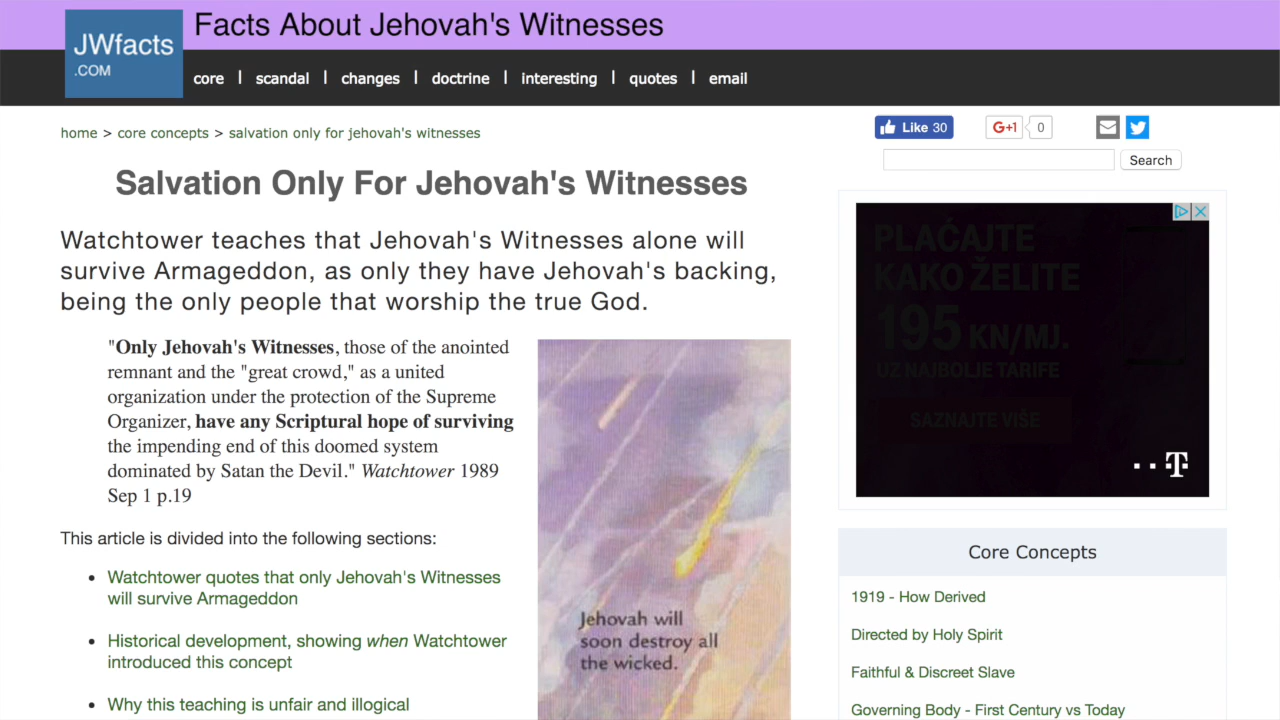 Facts About Jehovah's Witnesses
JWfacts
.COM
core | scandal | changes | doctrine | interesting | quotes | email
home > core concepts > salvation only for jehovah's witnesses
Like 30
G+1 0
Search
Salvation Only For Jehovah's Witnesses
Watchtower teaches that Jehovah's Witnesses alone will
survive Armageddon, as only they have Jehovah's backing,
being the only people that worship the true God.
"Only Jehovah's Witnesses, those of the anointed
remnant and the "great crowd," as a united
organization under the protection of the Supreme
Organizer, have any Scriptural hope of surviving
the impending end of this doomed system
dominated by Satan the Devil." Watchtower 1989
Sep 1 p.19
This article is divided into the following sections:
• Watchtower quotes that only Jehovah's Witnesses
will survive Armageddon
• Historical development, showing when Watchtower
introduced this concept
• Why this teaching is unfair and illogical
Jehovah will
soon destroy all
the wicked.
PLAĆAJTE
KAKO ŽELITE
195 KN/MJ.
UZ NAJBOLJE TARIFE
SAZNAJTE VIŠE
T
Core Concepts
1919 - How Derived
Directed by Holy Spirit
Faithful & Discreet Slave
Governing Body - First Century vs Today